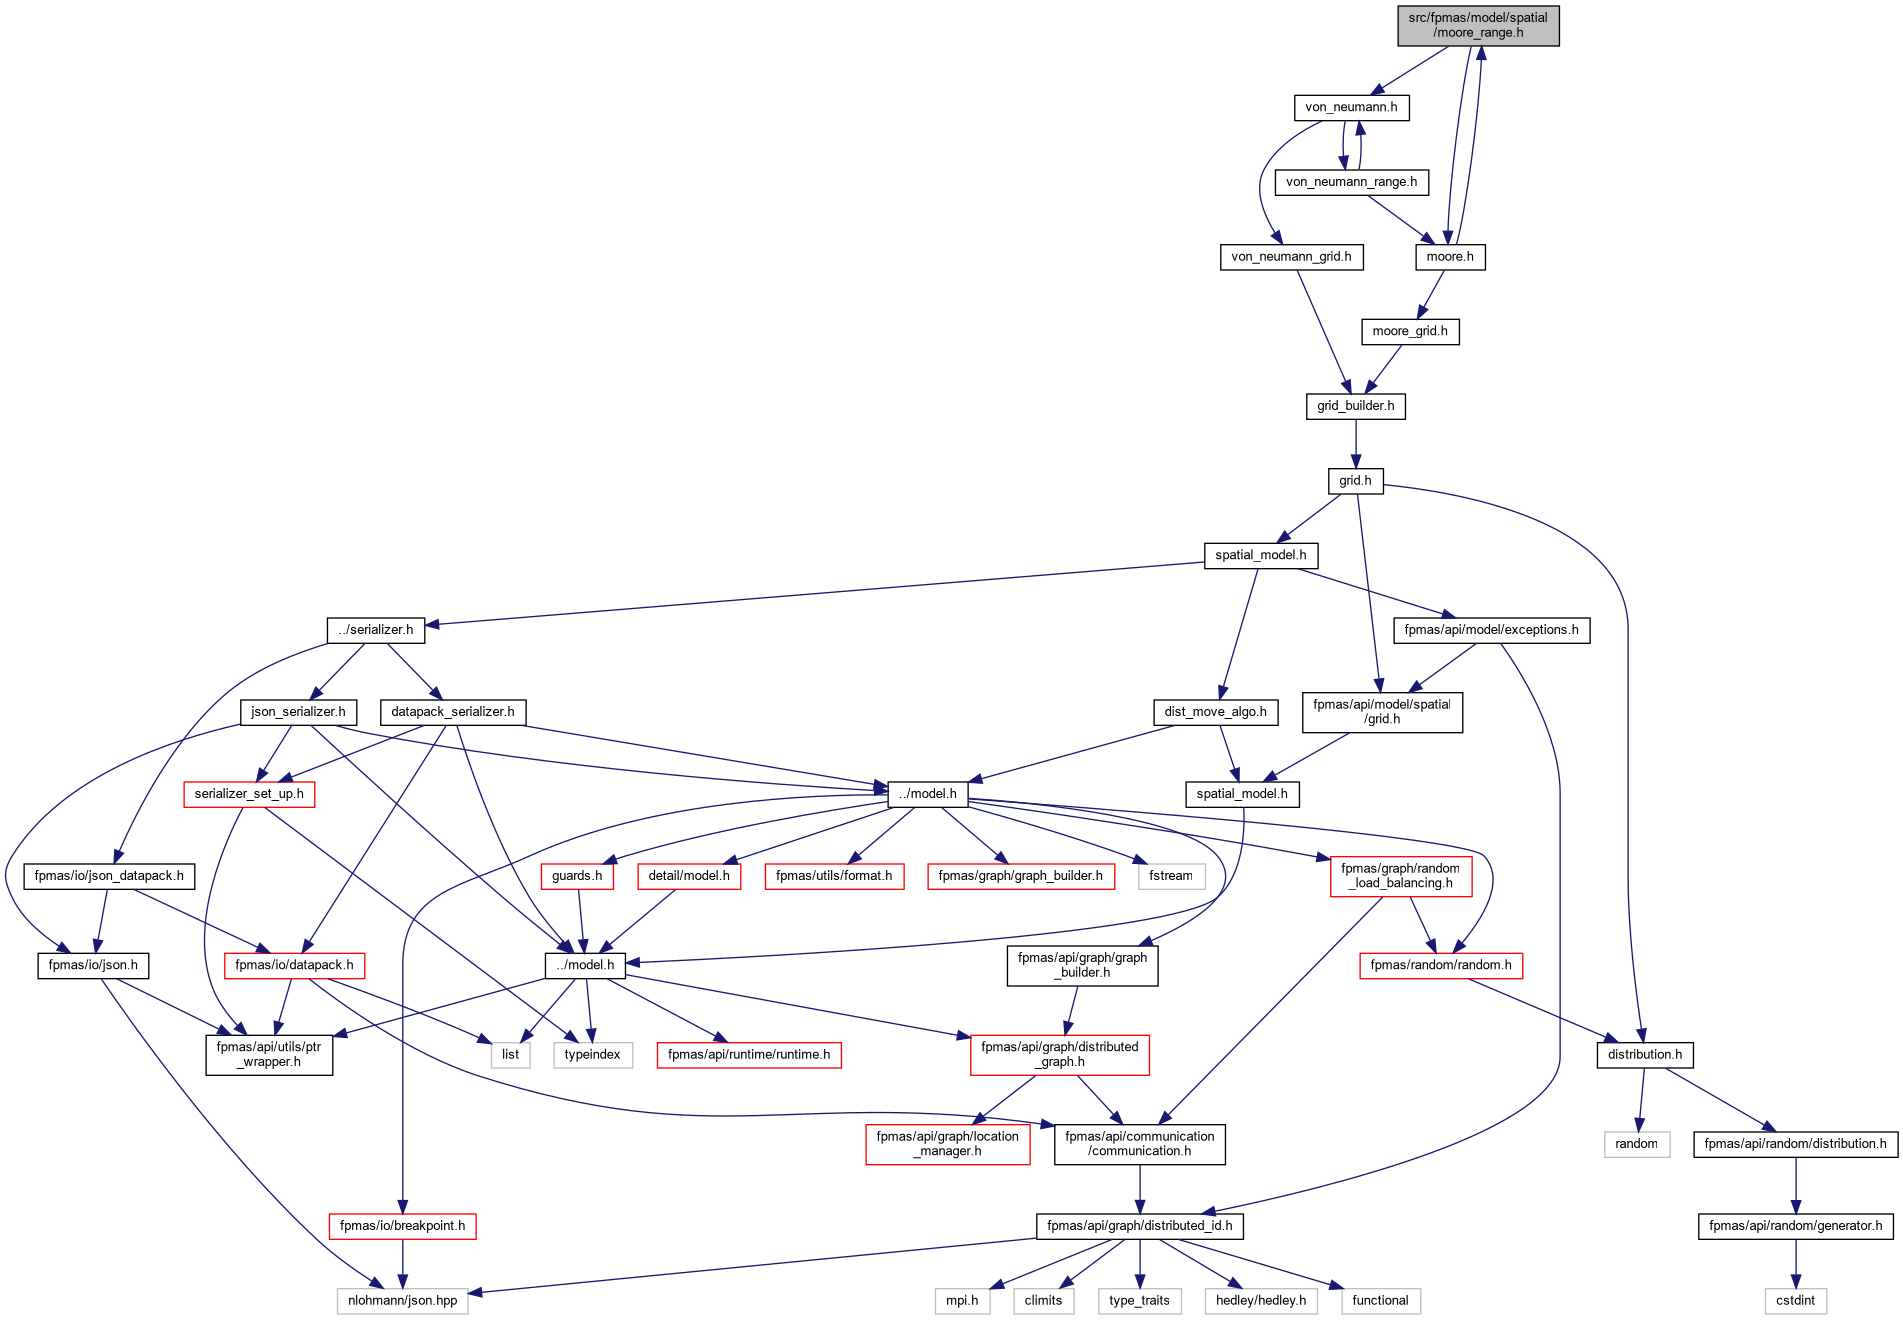 src/fpmas/model/spatial
/moore_range.h
von_neumann.h
von_neumann_range.h
von_neumann_grid.h
moore.h
moore_grid.h
grid_builder.h
grid.h
spatial_model.h
../serializer.h
fpmas/api/model/exceptions.h
json_serializer.h
datapack_serializer.h
dist_move_algo.h
fpmas/api/model/spatial
/grid.h
serializer_set_up.h
../model.h
spatial_model.h
fpmas/io/json_datapack.h
guards.h
detail/model.h
fpmas/utils/format.h
fpmas/graph/graph_builder.h
fstream
fpmas/graph/random
_load_balancing.h
fpmas/io/json.h
fpmas/io/datapack.h
../model.h
fpmas/api/graph/graph
_builder.h
fpmas/random/random.h
fpmas/api/utils/ptr
_wrapper.h
list
typeindex
fpmas/api/runtime/runtime.h
fpmas/api/graph/distributed
_graph.h
distribution.h
fpmas/api/graph/location
_manager.h
fpmas/api/communication
/communication.h
random
fpmas/api/random/distribution.h
fpmas/io/breakpoint.h
fpmas/api/graph/distributed_id.h
fpmas/api/random/generator.h
nlohmann/json.hpp
mpi.h
climits
type_traits
hedley/hedley.h
functional
cstdint